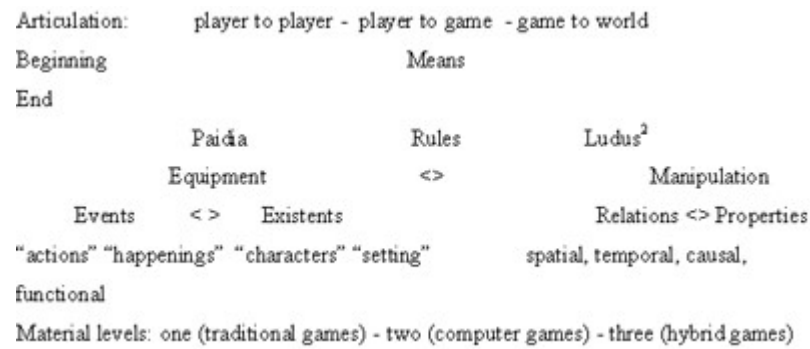 Articulation: player to player - player to game - game to world
Beginning Means
End
Paidia Rules Ludus²
Equipment <> Manipulation
Events < > Existents Relations <> Properties
“actions” “happenings” “characters” “setting” spatial, temporal, causal,
functional
Material levels: one (traditional games) - two (computer games) - three (hybrid games)